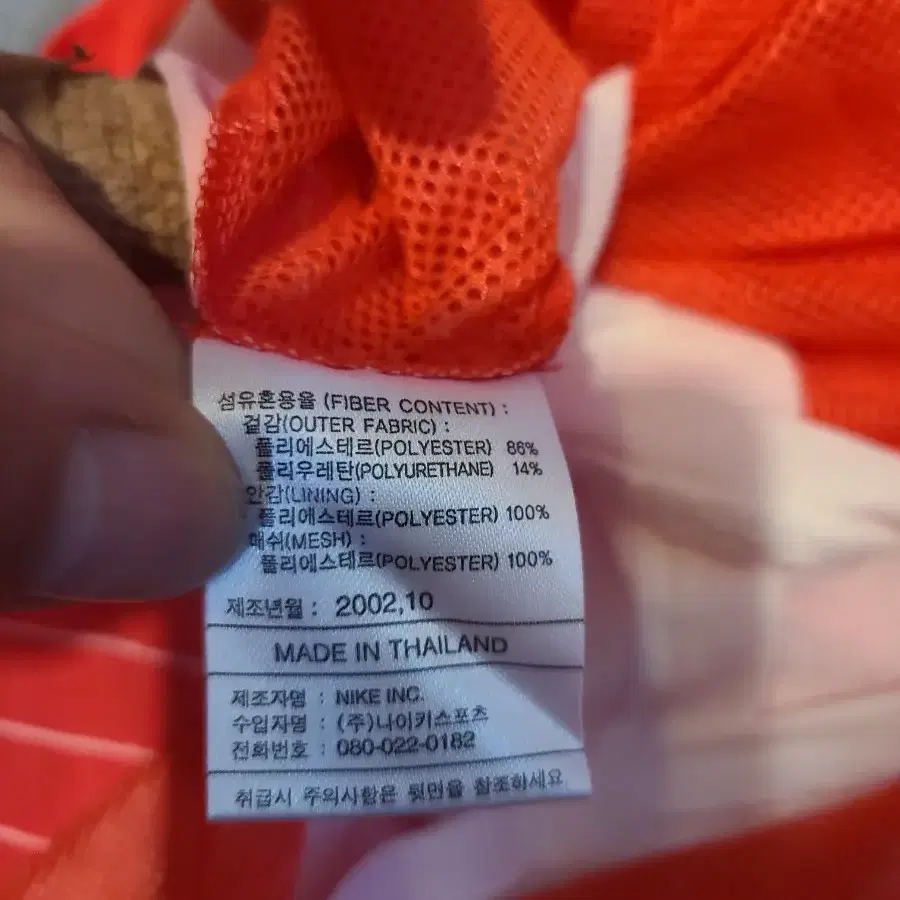 섬유혼용율 (FIBER CONTENT) :
겉감(OUTER FABRIC) :
폴리에스테르(POLYESTER) 86%
폴리우레탄(POLYURETHANE) 14%
안감(LINING) :
폴리에스테르(POLYESTER) 100%
매쉬(MESH) :
폴리에스테르(POLYESTER) 100%
제조년월 : 2002,10
MADE IN THAILAND
제조자명 : NIKE INC.
수입자명 : (주)나이키스포츠
전화번호 : 080-022-0182
취급시 주의사항은 뒷면을 참조하세요